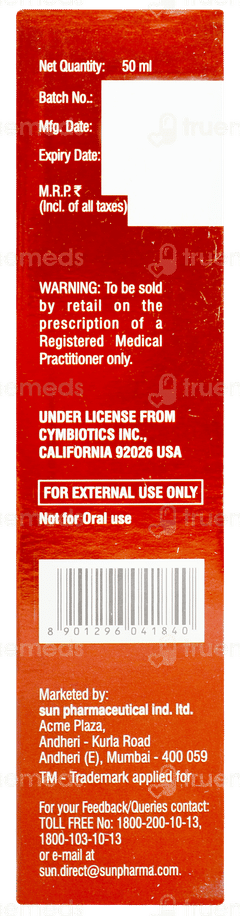 Net Quantity: 50 ml
Batch No.:
Mfg. Date:
Expiry Date:
M.R.P. ₹
(Incl. of all taxes)
WARNING: To be sold
by retail on the
prescription of a
Registered Medical
Practitioner only.
UNDER LICENSE FROM
CYMBIOTICS INC.,
CALIFORNIA 92026 USA
FOR EXTERNAL USE ONLY
Not for Oral use
8 901296 041840
Marketed by:
sun pharmaceutical ind. ltd.
Acme Plaza,
Andheri - Kurla Road
Andheri (E), Mumbai - 400 059
TM - Trademark applied for
For your Feedback/Queries contact:
TOLL FREE No: 1800-200-10-13,
1800-103-10-13
or e-mail at
sun.direct@sunpharma.com.